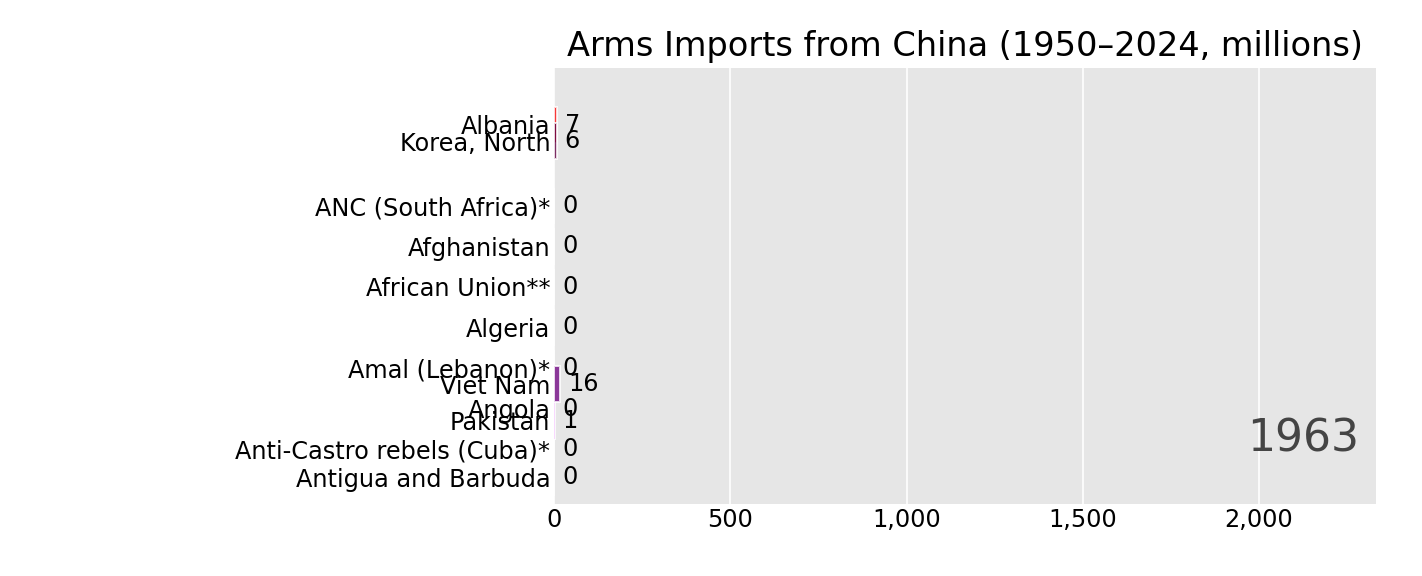 Arms Imports from China (1950–2024, millions)
Albania 7
Korea, North 6
ANC (South Africa)* 0
Afghanistan 0
African Union** 0
Algeria 0
Amal (Lebanon)* 0
Viet Nam 16
Angola 0
Pakistan 1
1963
Anti-Castro rebels (Cuba)* 0
Antigua and Barbuda 0
0 500 1,000 1,500 2,000